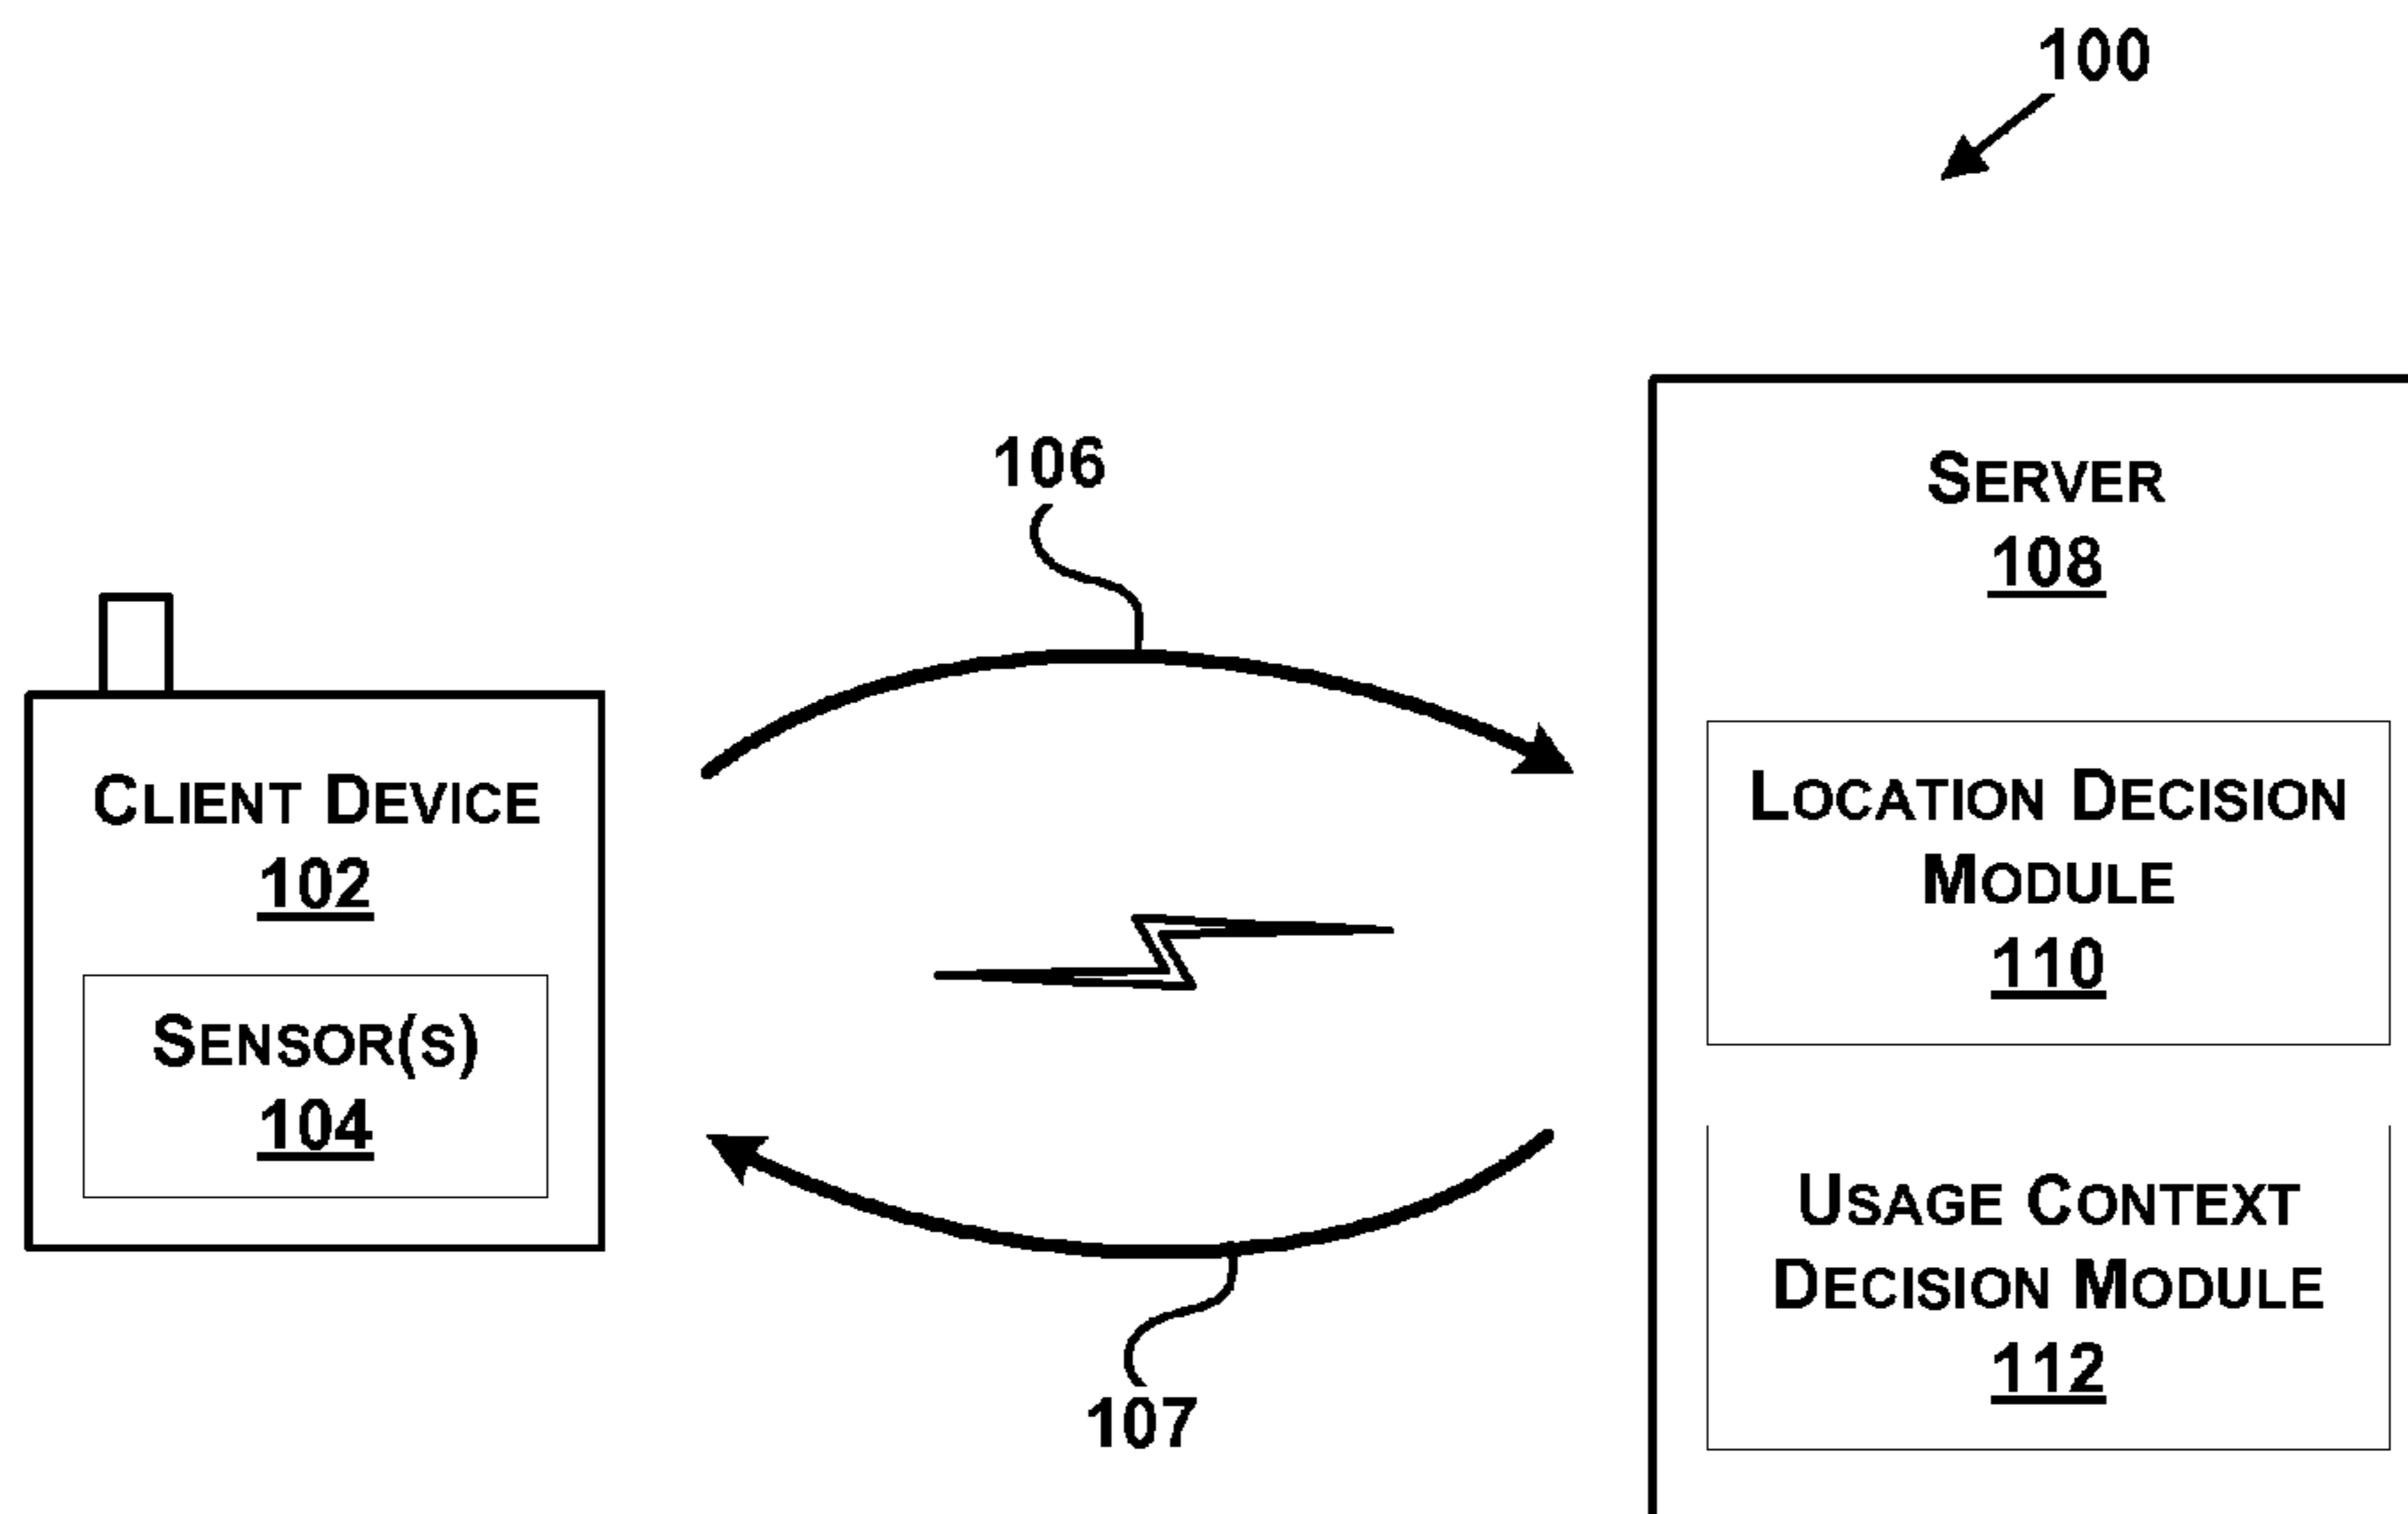 100
106
SERVER
108
CLIENT DEVICE
102
SENSOR(S)
104
LOCATION DECISION
MODULE
110
USAGE CONTEXT
DECISION MODULE
112
107